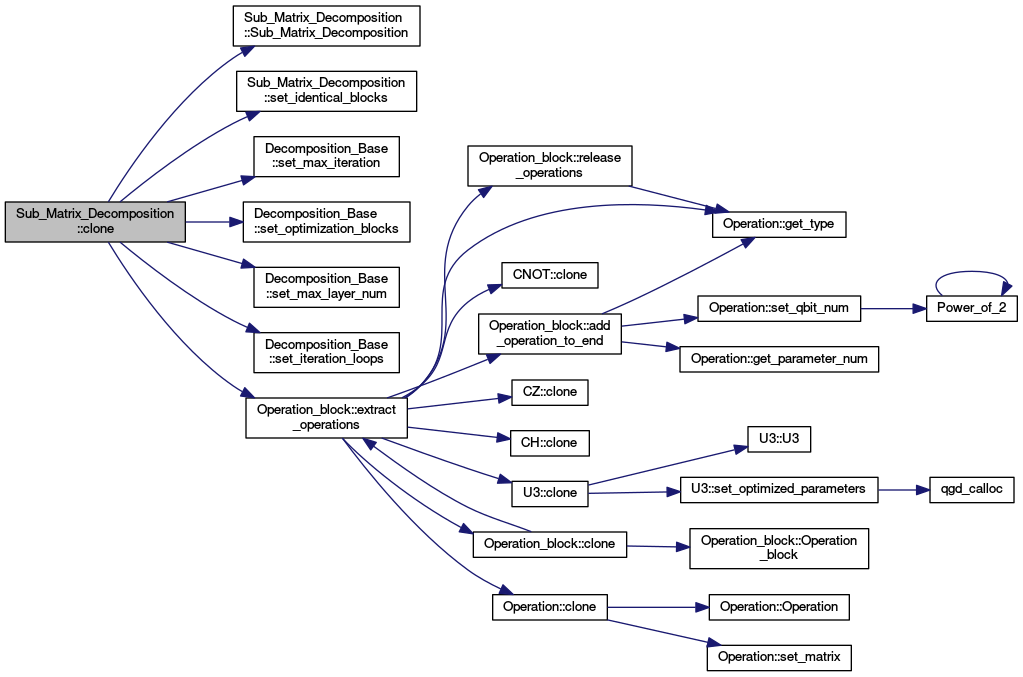 Sub_Matrix_Decomposition
::Sub_Matrix_Decomposition
Sub_Matrix_Decomposition
::set_identical_blocks
Decomposition_Base
::set_max_iteration
Sub_Matrix_Decomposition
::clone
Decomposition_Base
::set_optimization_blocks
Decomposition_Base
::set_max_layer_num
Decomposition_Base
::set_iteration_loops
Operation_block::extract
_operations
Operation_block::release
_operations
Operation::get_type
CNOT::clone
Operation_block::add
_operation_to_end
Operation::set_qbit_num
Power_of_2
Operation::get_parameter_num
CZ::clone
CH::clone
U3::clone
U3::U3
U3::set_optimized_parameters
qgd_calloc
Operation_block::clone
Operation_block::Operation
_block
Operation::clone
Operation::Operation
Operation::set_matrix